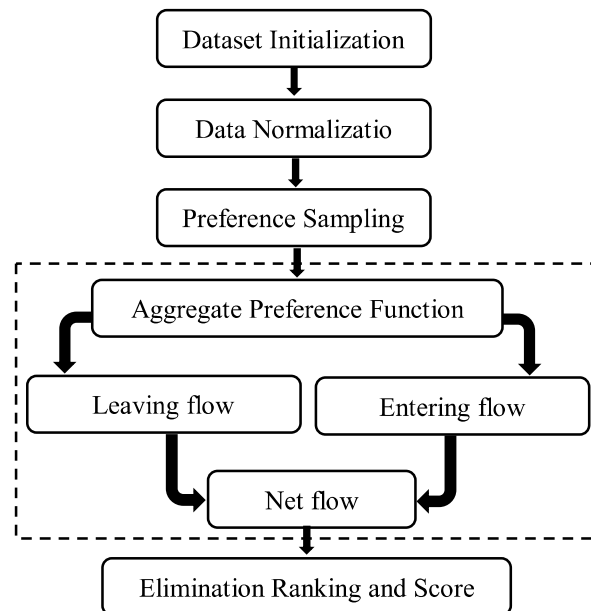 Dataset Initialization
Data Normalizatio
Preference Sampling
Aggregate Preference Function
Leaving flow
Entering flow
Net flow
Elimination Ranking and Score